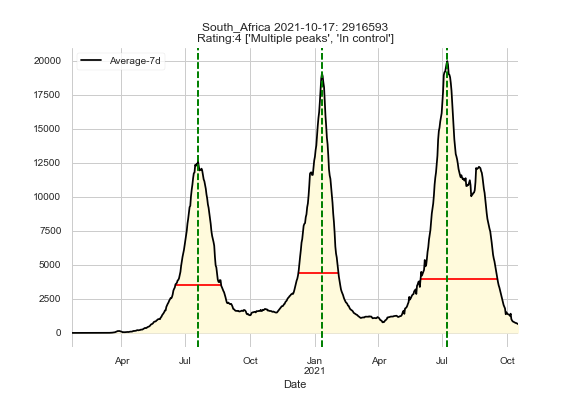 South_Africa 2021-10-17: 2916593
Rating:4 ['Multiple peaks', 'In control']
Average-7d
20000
17500
15000
12500
10000
7500
5000
2500
0
Apr Jul Oct Jan Apr Jul Oct
2021
Date